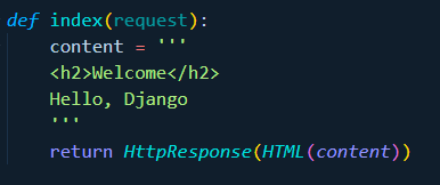 def index(request):
    content = '''
    <h2>Welcome</h2>
    Hello, Django
    '''
    return HttpResponse(HTML(content))